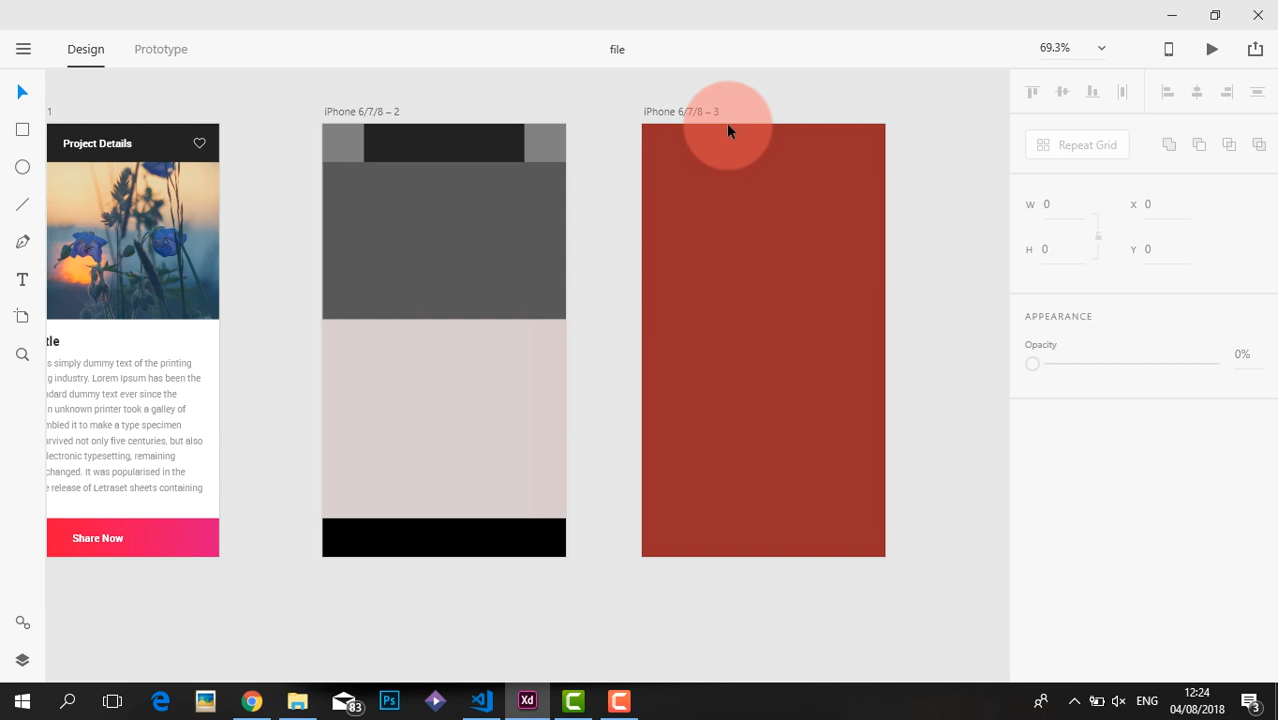 Design
Prototype
file
69.3%
1
iPhone 6/7/8 – 2
iPhone 6/7/8 – 3
Project Details
tle
s simply dummy text of the printing
g industry. Lorem Ipsum has been the
dard dummy text ever since the
n unknown printer took a galley of
mbled it to make a type specimen
urvived not only five centuries, but also
lectronic typesetting, remaining
changed. It was popularised in the
e release of Letraset sheets containing
Share Now
Repeat Grid
W 0
X 0
H 0
Y 0
APPEARANCE
Opacity
0%
83
Ps
Xd
ENG
12:24
04/08/2018
3